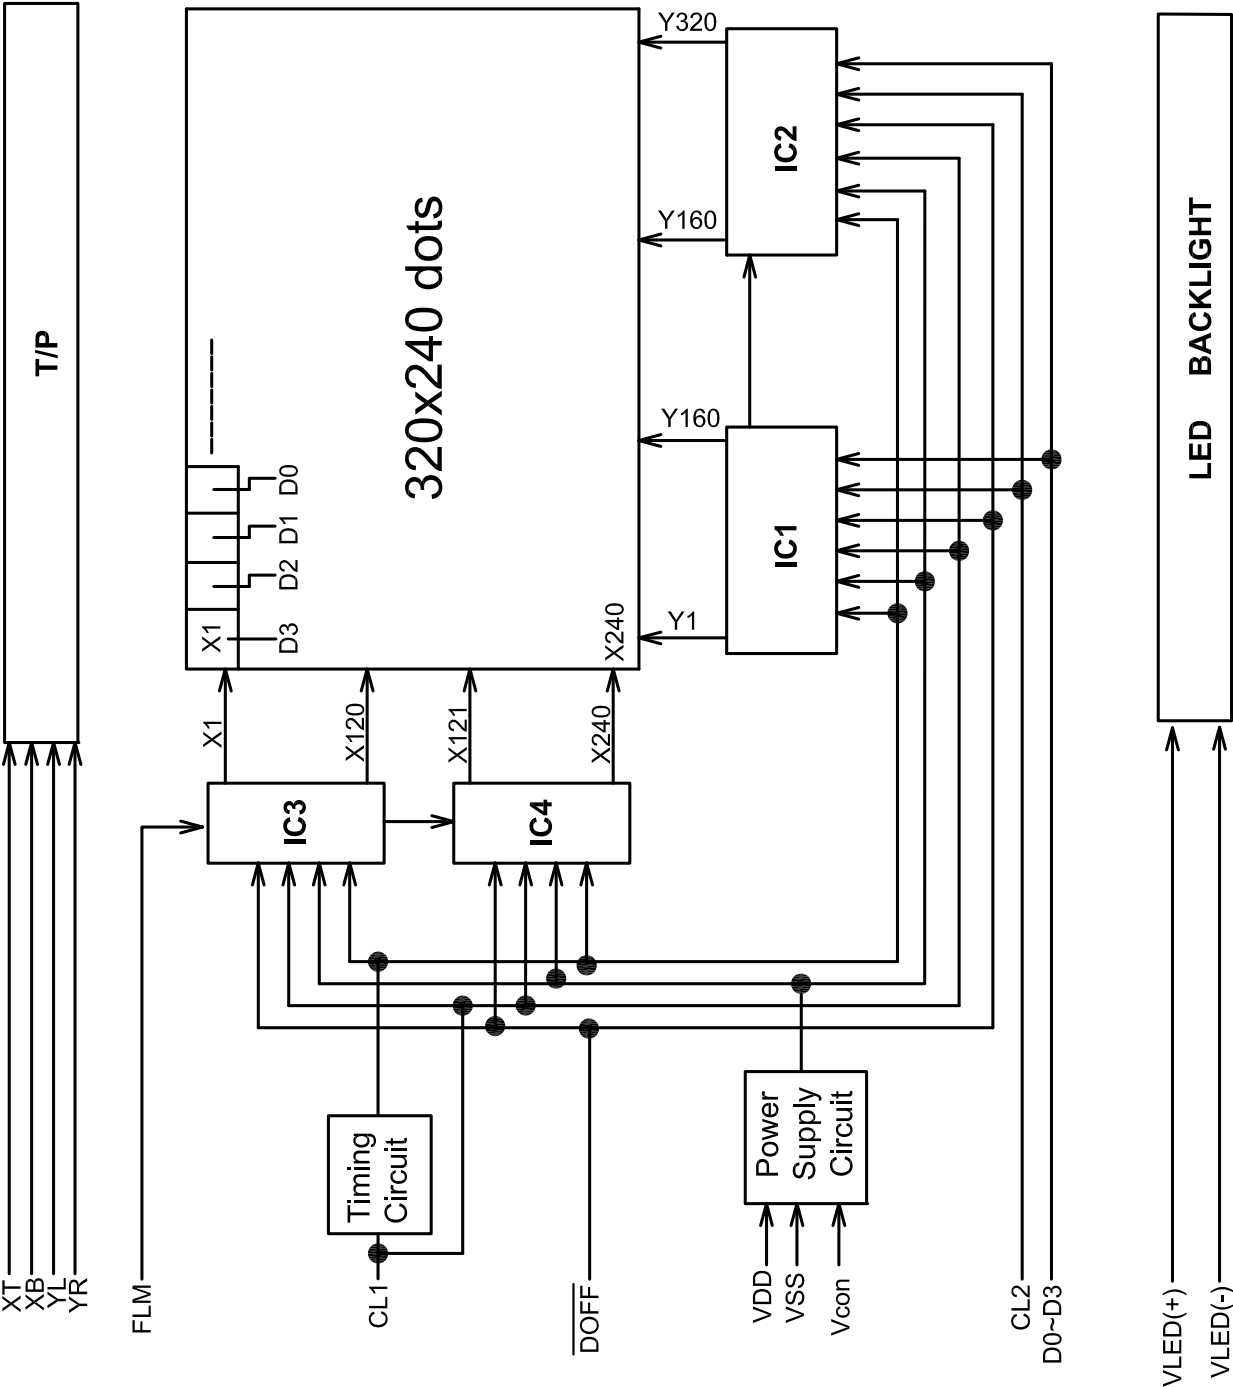 XT
XB
YL
YR
T/P
FLM
CL1
Timing
Circuit
DOFF
VDD
VSS
Vcon
Power
Supply
Circuit
CL2
D0~D3
IC3
IC4
X1
X120
X121
X240
X1
D3
D2
D1
D0
X240
320x240 dots
Y1
Y160
Y160
Y320
IC1
IC2
VLED(+)
VLED(-)
LED BACKLIGHT